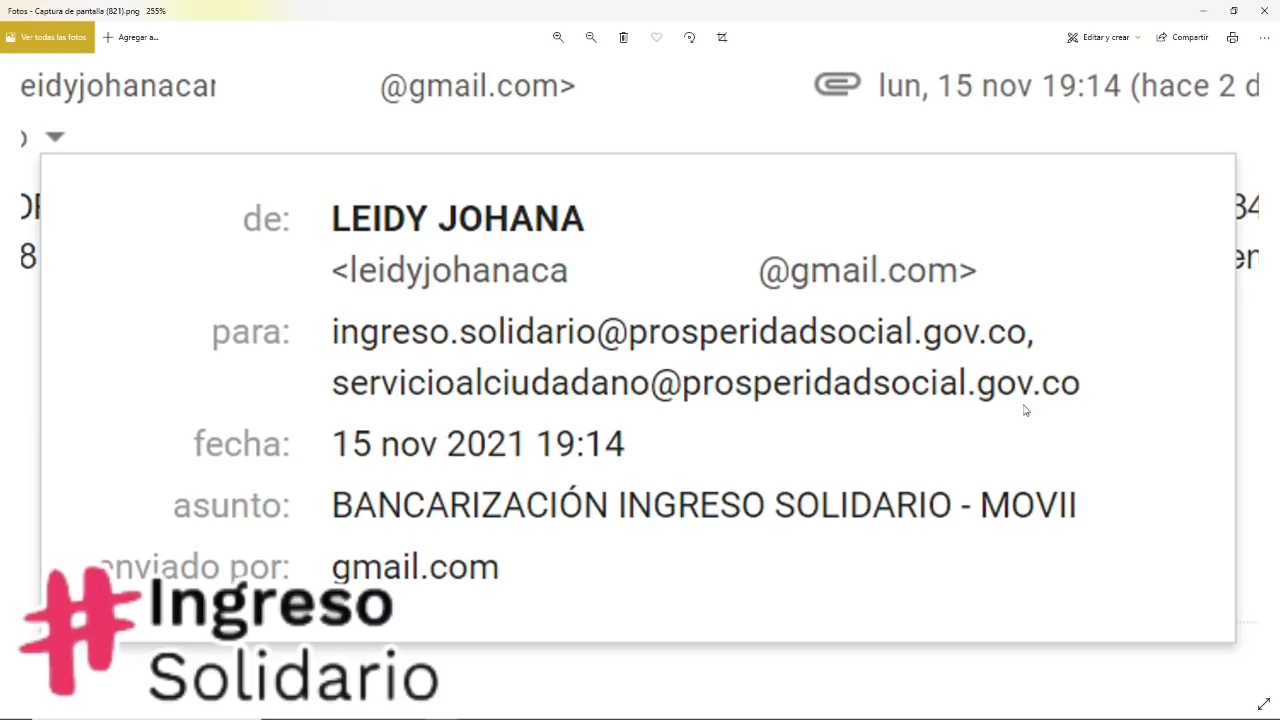 Fotos - Captura de pantalla (821).png 255%
Ver todas las fotos
Agregar a...
Editar y crear
Compartir
@gmail.com>
lun, 15 nov 19:14 (hace 2 d
de: LEIDY JOHANA
<leidyjohanaca @gmail.com>
para: ingreso.solidario@prosperidadsocial.gov.co,
servicioalciudadano@prosperidadsocial.gov.co
fecha: 15 nov 2021 19:14
asunto: BANCARIZACIÓN INGRESO SOLIDARIO - MOVII
enviado por: gmail.com
#Ingreso
Solidario